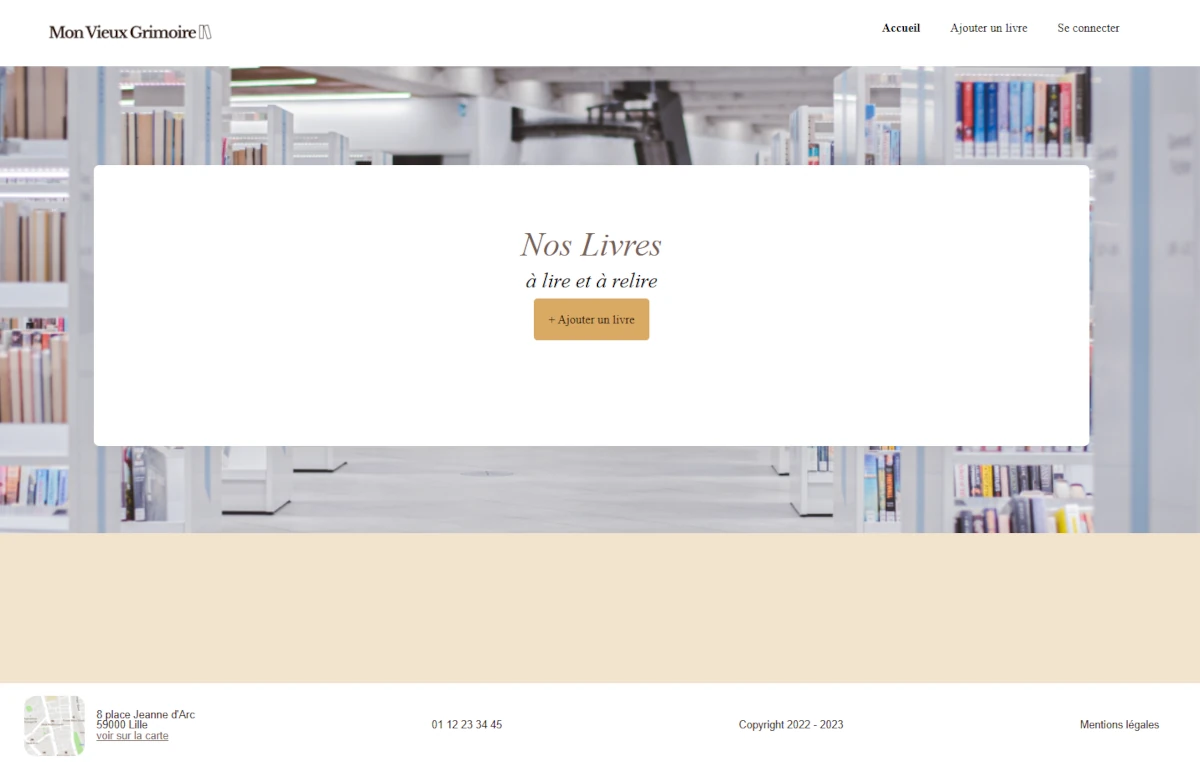 Mon Vieux Grimoire
Accueil
Ajouter un livre
Se connecter
Nos Livres
à lire et à relire
+ Ajouter un livre
8 place Jeanne d'Arc
59000 Lille
voir sur la carte
01 12 23 34 45
Copyright 2022 - 2023
Mentions légales